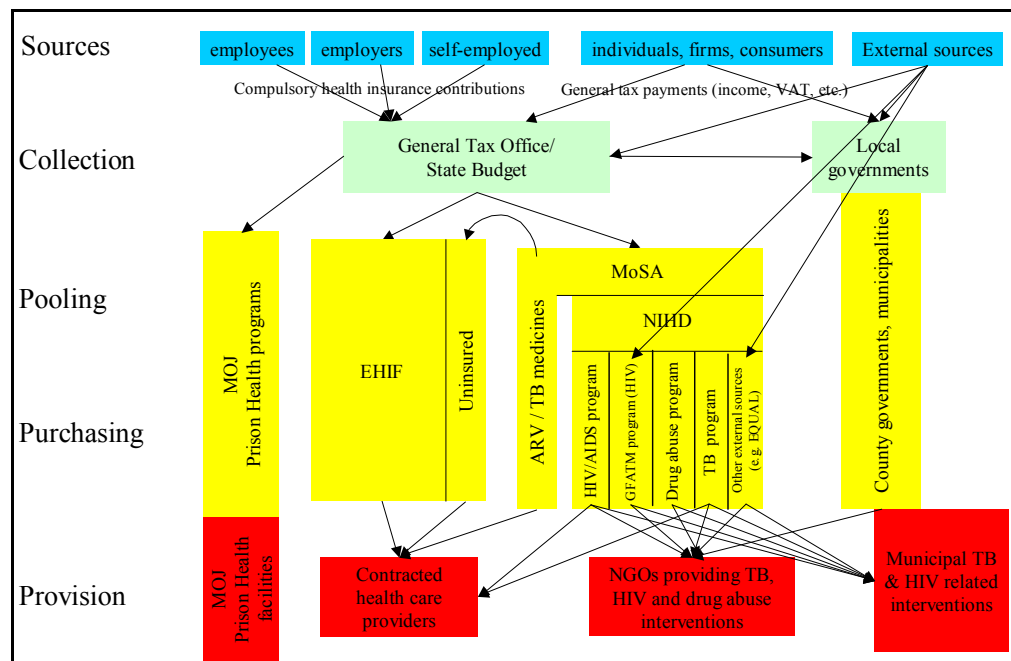 Sources
employees
employers
self-employed
individuals, firms, consumers
External sources
Compulsory health insurance contributions
General tax payments (income, VAT, etc.)
Collection
General Tax Office/
State Budget
Local
governments
Pooling
Purchasing
MOJ
Prison Health programs
EHIF
Uninsured
MoSA
ARV / TB medicines
NIHD
HIV/AIDS program
GFATM program (HIV)
Drug abuse program
TB program
Other external sources
(e.g. EQUAL)
County governments, municipalities
Provision
MOJ
Prison Health
facilities
Contracted
health care
providers
NGOs providing TB,
HIV and drug abuse
interventions
Municipal TB
& HIV related
interventions